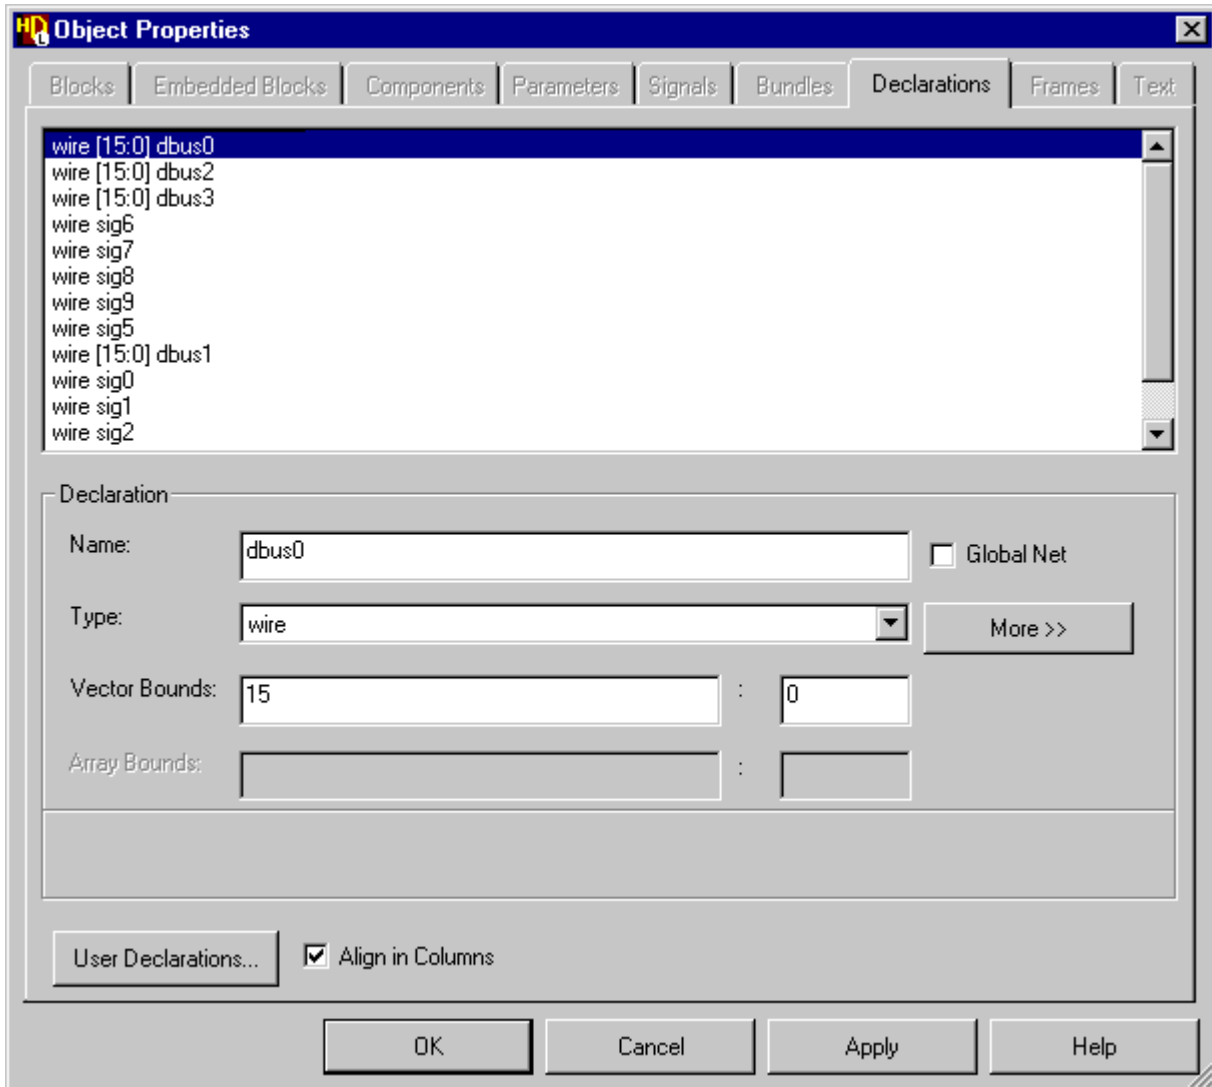 HDL Object Properties
Blocks Embedded Blocks Components Parameters Signals Bundles Declarations Frames Text
wire [15:0] dbus0
wire [15:0] dbus2
wire [15:0] dbus3
wire sig6
wire sig7
wire sig8
wire sig9
wire sig5
wire [15:0] dbus1
wire sig0
wire sig1
wire sig2
Declaration
Name: dbus0 Global Net
Type: wire More >>
Vector Bounds: 15 : 0
Array Bounds: :
User Declarations... Align in Columns
OK Cancel Apply Help